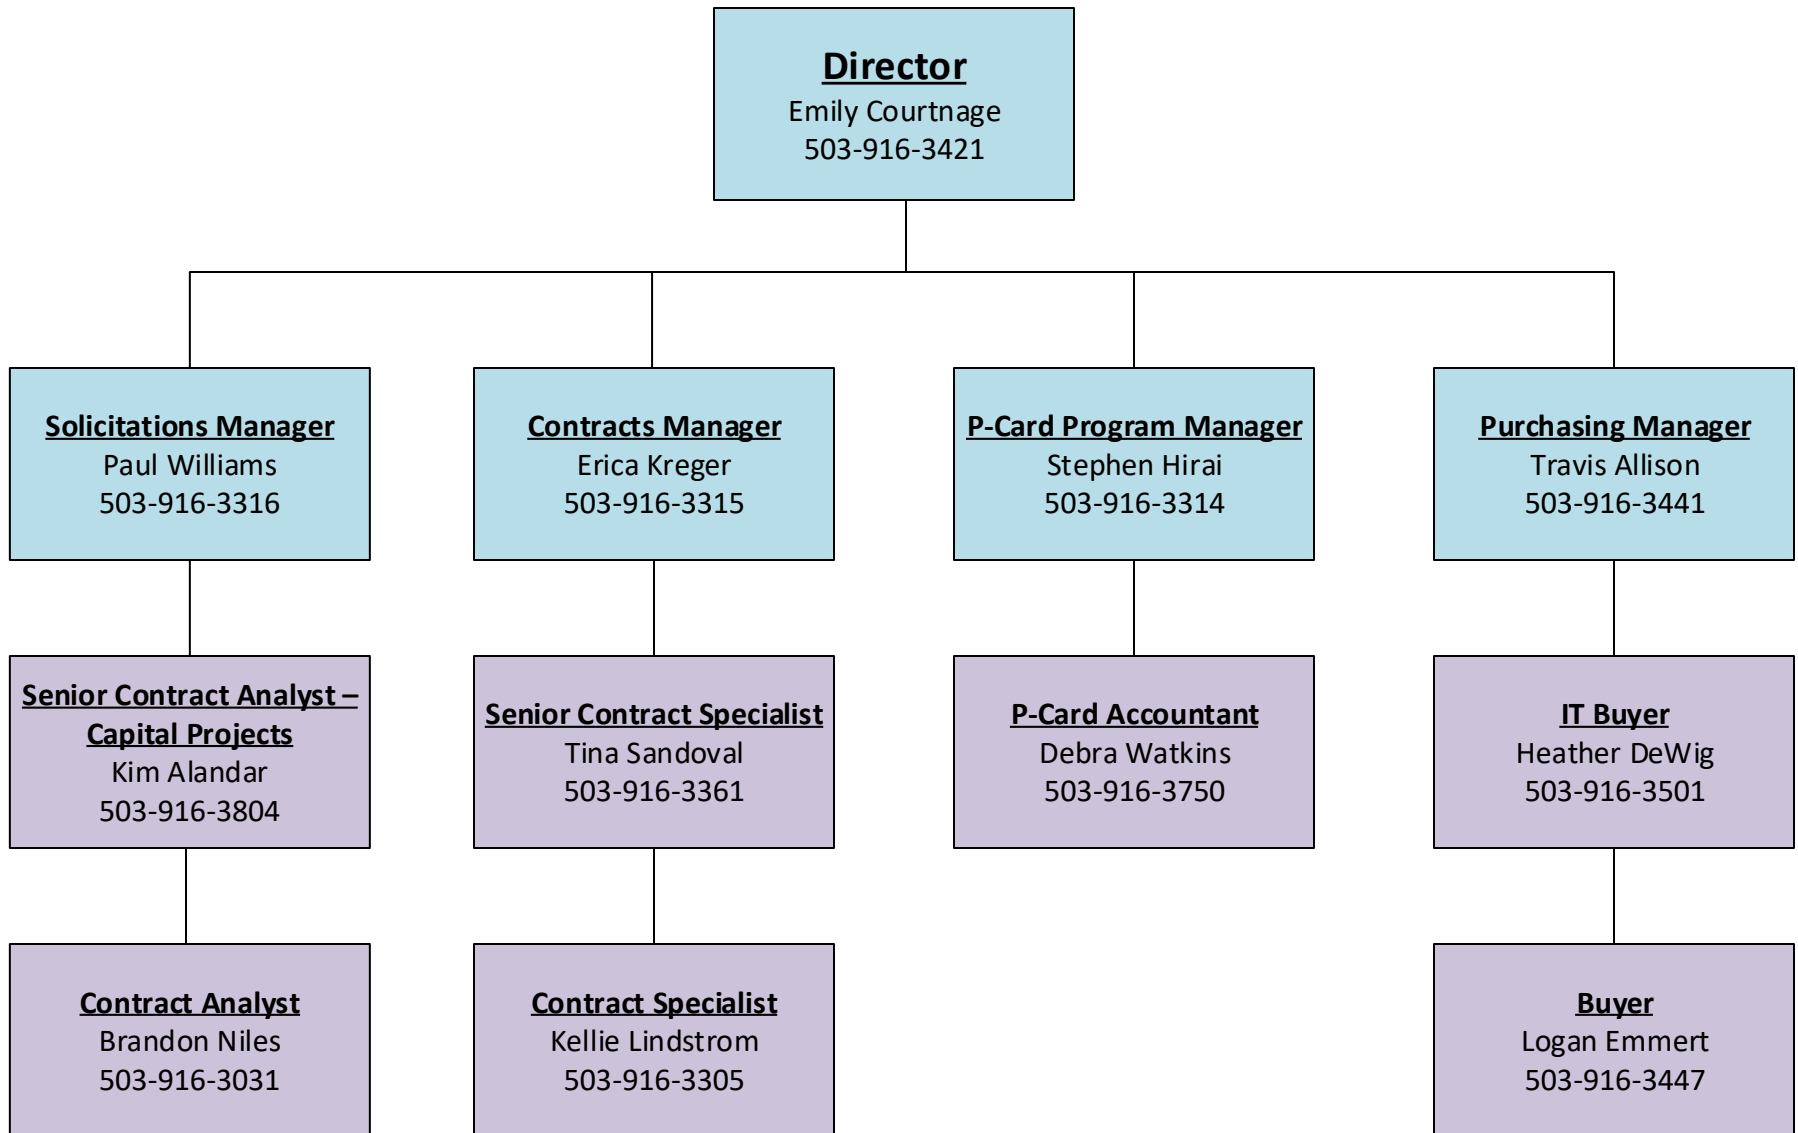 Director
Emily Courtnage
503-916-3421
Solicitations Manager
Paul Williams
503-916-3316
Contracts Manager
Erica Kreger
503-916-3315
P-Card Program Manager
Stephen Hirai
503-916-3314
Purchasing Manager
Travis Allison
503-916-3441
Senior Contract Analyst –
Capital Projects
Kim Alandar
503-916-3804
Senior Contract Specialist
Tina Sandoval
503-916-3361
P-Card Accountant
Debra Watkins
503-916-3750
IT Buyer
Heather DeWig
503-916-3501
Contract Analyst
Brandon Niles
503-916-3031
Contract Specialist
Kellie Lindstrom
503-916-3305
Buyer
Logan Emmert
503-916-3447